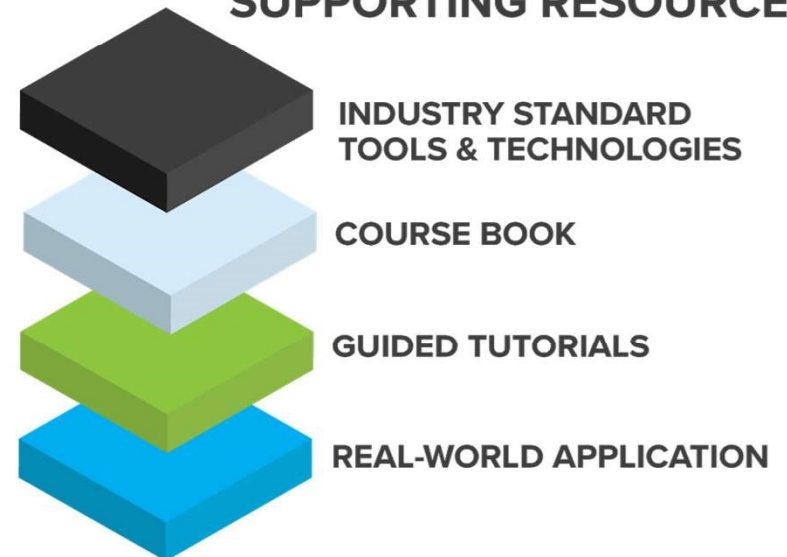 SUPPORTING RESOURCE
INDUSTRY STANDARD
TOOLS & TECHNOLOGIES
COURSE BOOK
GUIDED TUTORIALS
REAL-WORLD APPLICATION